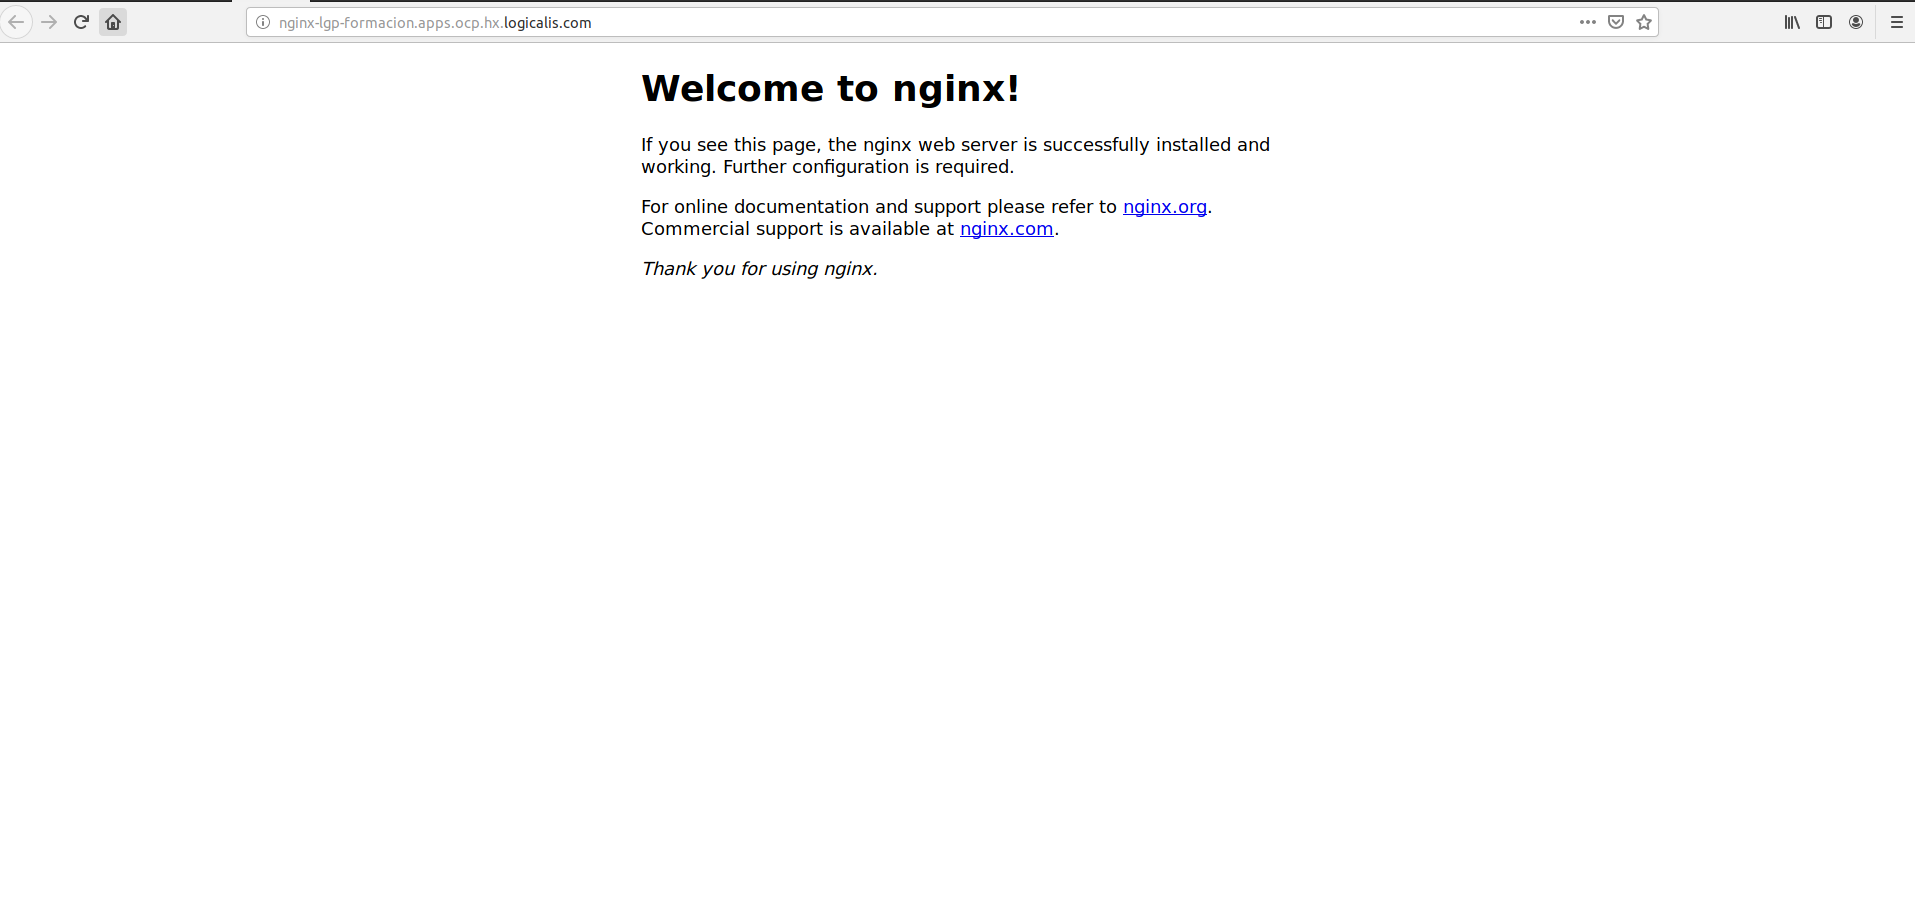 nginx-lgp-formacion.apps.ocp.hx.logicalis.com
Welcome to nginx!
If you see this page, the nginx web server is successfully installed and
working. Further configuration is required.
For online documentation and support please refer to nginx.org.
Commercial support is available at nginx.com.
Thank you for using nginx.